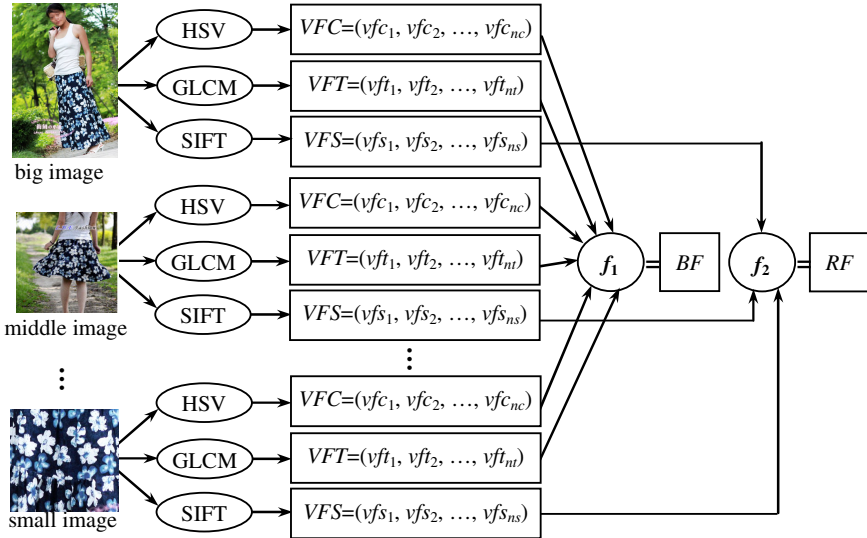 HSV
VFC=(vfc1, vfc2, …, vfcnc)
GLCM
VFT=(vft1, vft2, …, vftnt)
SIFT
VFS=(vfs1, vfs2, …, vfsns)
big image
HSV
VFC=(vfc1, vfc2, …, vfcnc)
GLCM
VFT=(vft1, vft2, …, vftnt)
f1
BF
f2
RF
SIFT
VFS=(vfs1, vfs2, …, vfsns)
middle image
HSV
VFC=(vfc1, vfc2, …, vfcnc)
GLCM
VFT=(vft1, vft2, …, vftnt)
SIFT
VFS=(vfs1, vfs2, …, vfsns)
small image